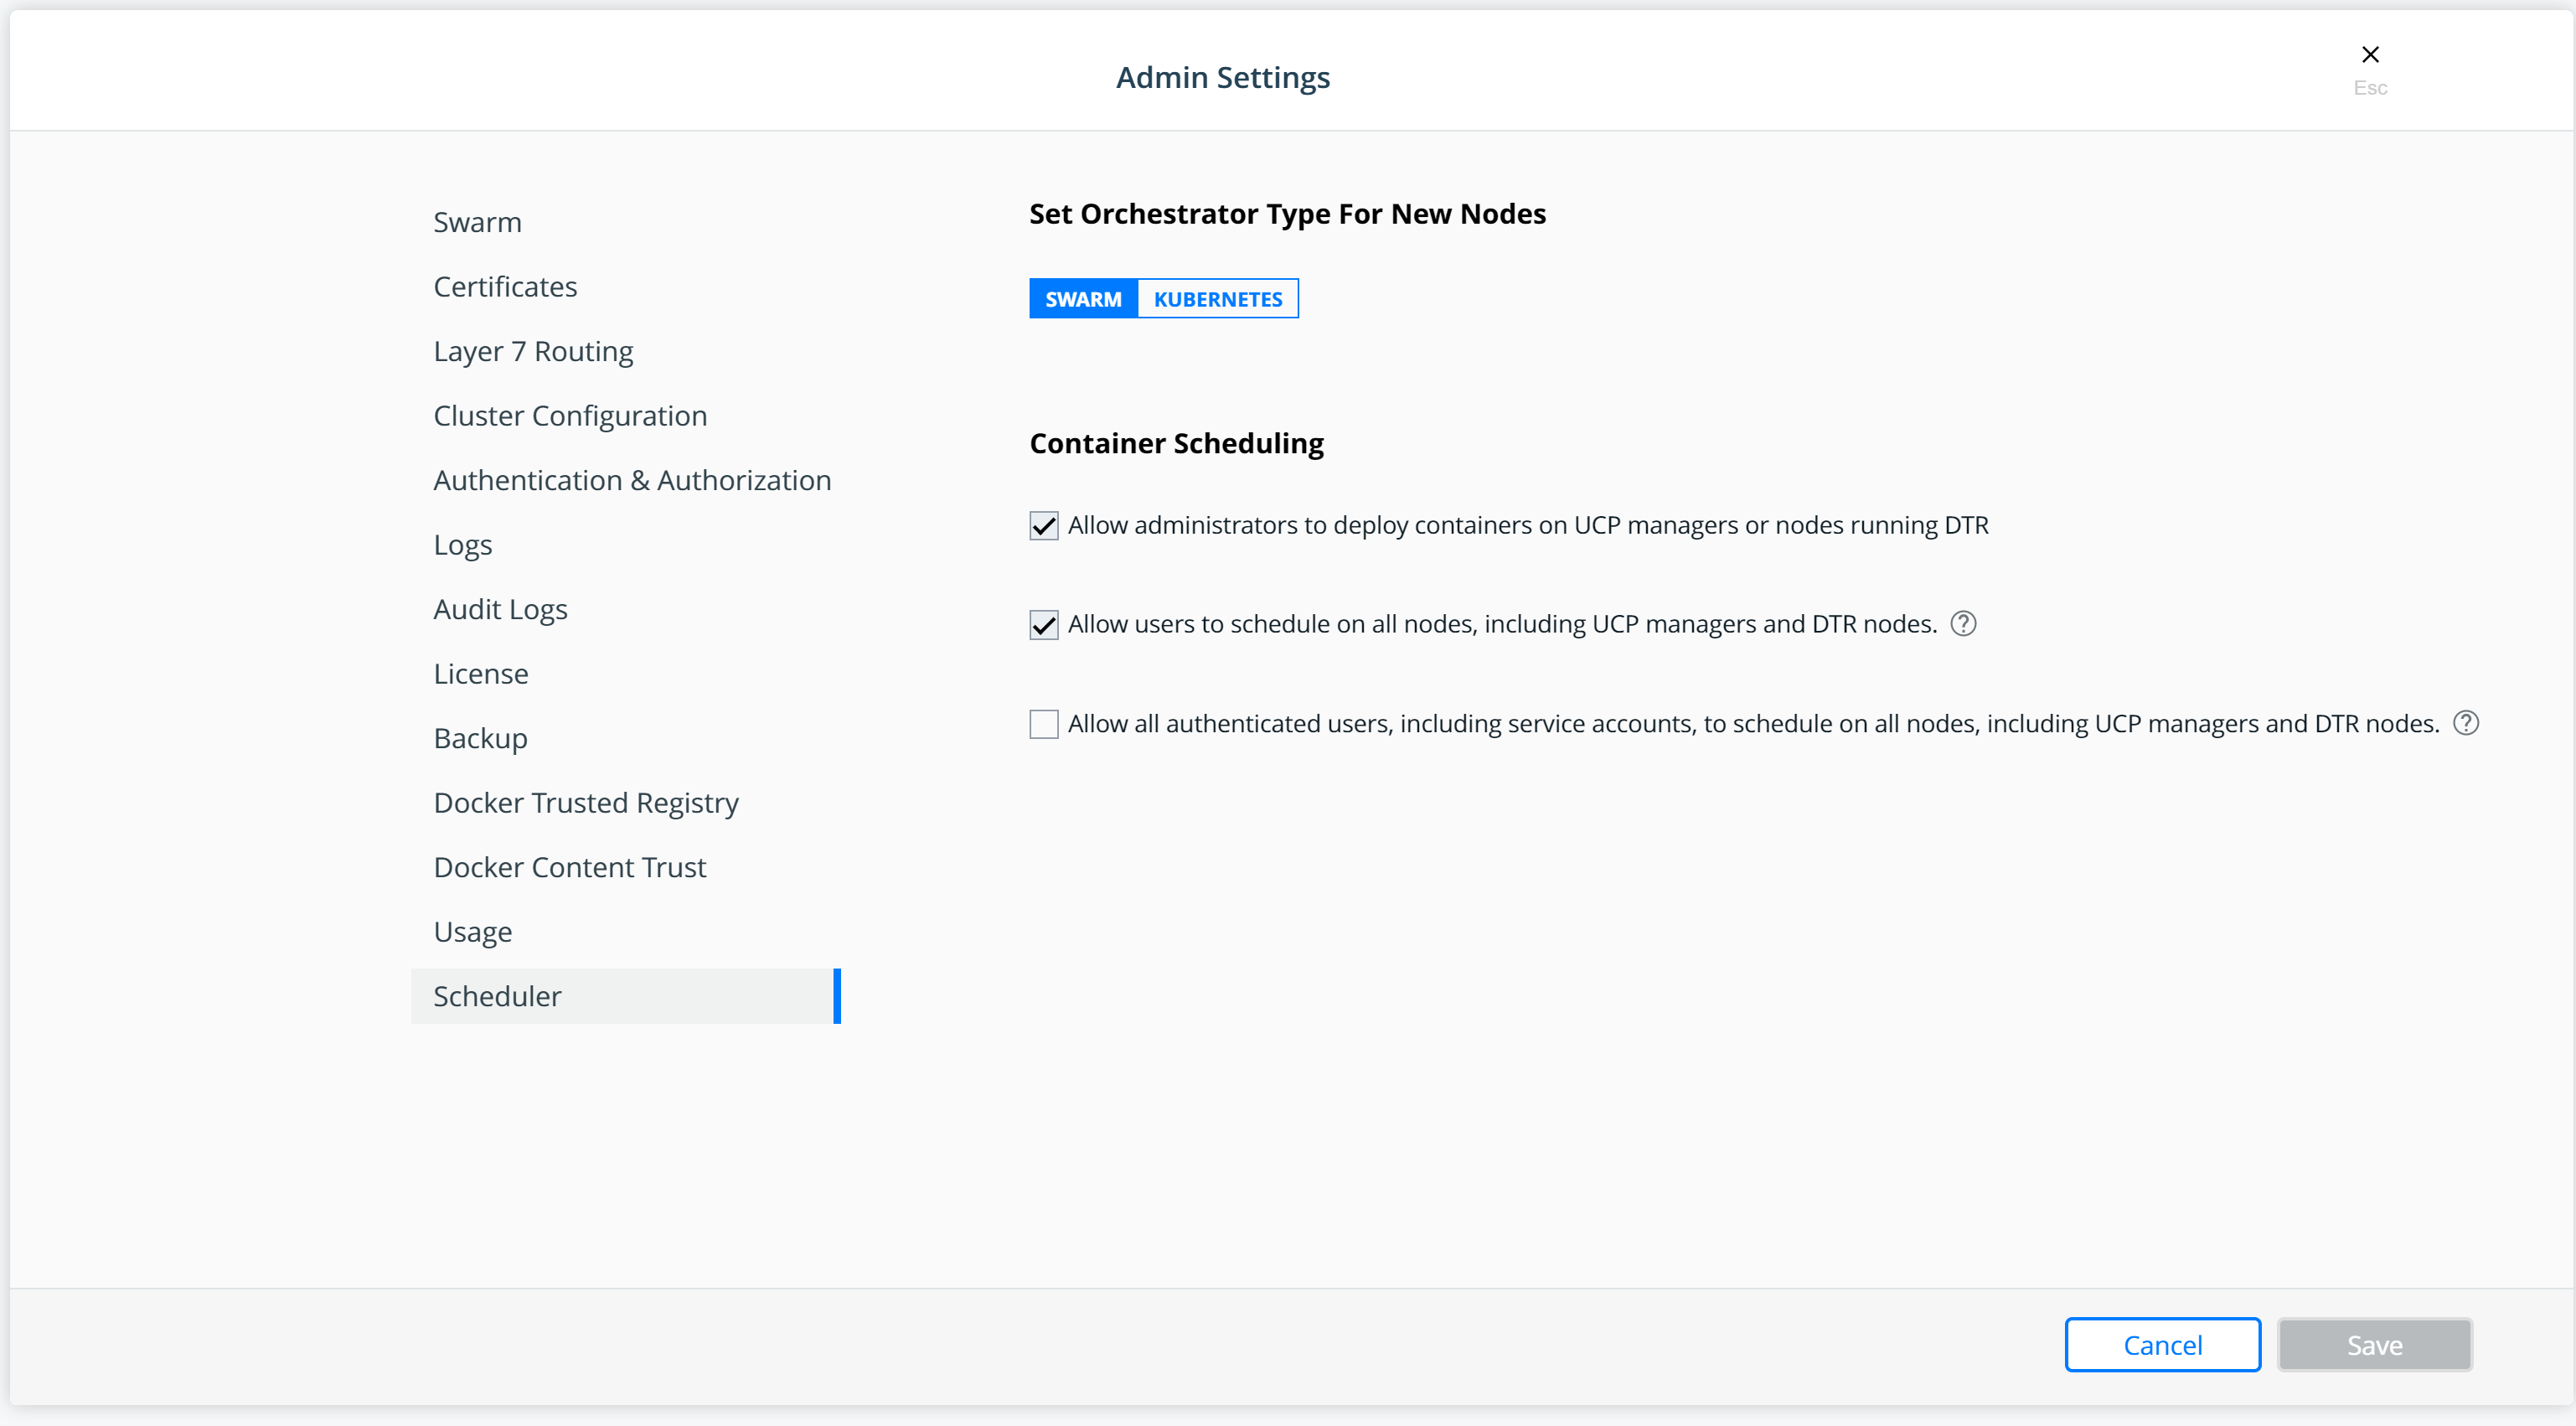 Admin Settings
Esc
Swarm
Certificates
Layer 7 Routing
Cluster Configuration
Authentication & Authorization
Logs
Audit Logs
License
Backup
Docker Trusted Registry
Docker Content Trust
Usage
Scheduler
Set Orchestrator Type For New Nodes
SWARM KUBERNETES
Container Scheduling
Allow administrators to deploy containers on UCP managers or nodes running DTR
Allow users to schedule on all nodes, including UCP managers and DTR nodes. ?
Allow all authenticated users, including service accounts, to schedule on all nodes, including UCP managers and DTR nodes. ?
Cancel Save